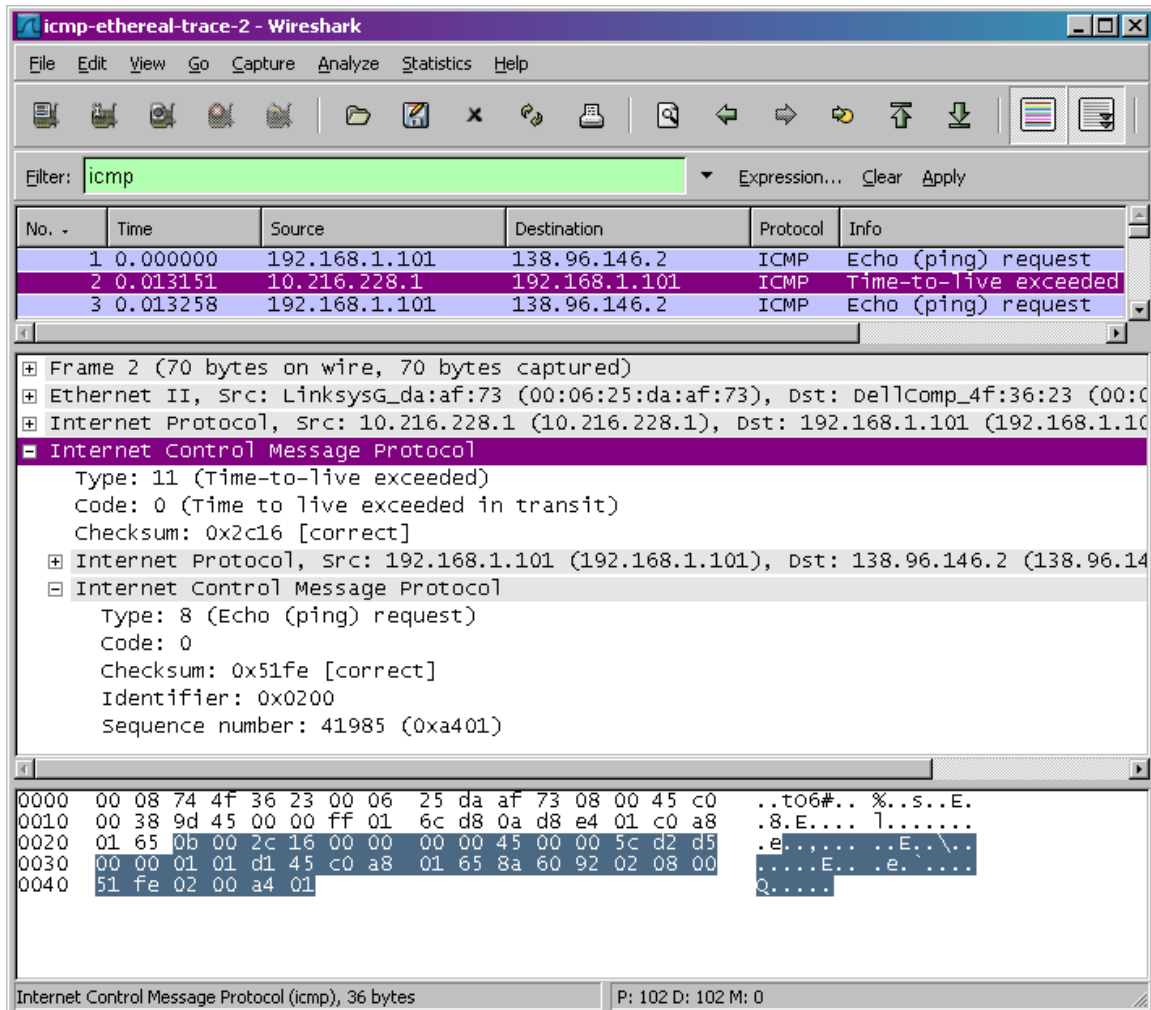 icmp-ethereal-trace-2 - Wireshark
File Edit View Go Capture Analyze Statistics Help
Filter: icmp Expression... Clear Apply
No. - Time Source Destination Protocol Info
1 0.000000 192.168.1.101 138.96.146.2 ICMP Echo (ping) request
2 0.013151 10.216.228.1 192.168.1.101 ICMP Time-to-live exceeded
3 0.013258 192.168.1.101 138.96.146.2 ICMP Echo (ping) request
Frame 2 (70 bytes on wire, 70 bytes captured)
Ethernet II, Src: LinksysG_da:af:73 (00:06:25:da:af:73), Dst: DellComp_4f:36:23 (00:0
Internet Protocol, Src: 10.216.228.1 (10.216.228.1), Dst: 192.168.1.101 (192.168.1.10
Internet Control Message Protocol
Type: 11 (Time-to-live exceeded)
Code: 0 (Time to live exceeded in transit)
Checksum: 0x2c16 [correct]
Internet Protocol, Src: 192.168.1.101 (192.168.1.101), Dst: 138.96.146.2 (138.96.14
Internet Control Message Protocol
Type: 8 (Echo (ping) request)
Code: 0
Checksum: 0x51fe [correct]
Identifier: 0x0200
Sequence number: 41985 (0xa401)
0000 00 08 74 4f 36 23 00 06 25 da af 73 08 00 45 c0 ..tO6#.. %..s..E.
0010 00 38 9d 45 00 00 ff 01 6c d8 0a d8 e4 01 c0 a8 .8.E.... l.......
0020 01 65 0b 00 2c 16 00 00 00 00 45 00 00 5c d2 d5 .e..,... ..E..\..
0030 00 00 01 01 d1 45 c0 a8 01 65 8a 60 92 02 08 00 .....E.. .e.`....
0040 51 fe 02 00 a4 01 Q.....
Internet Control Message Protocol (icmp), 36 bytes P: 102 D: 102 M: 0